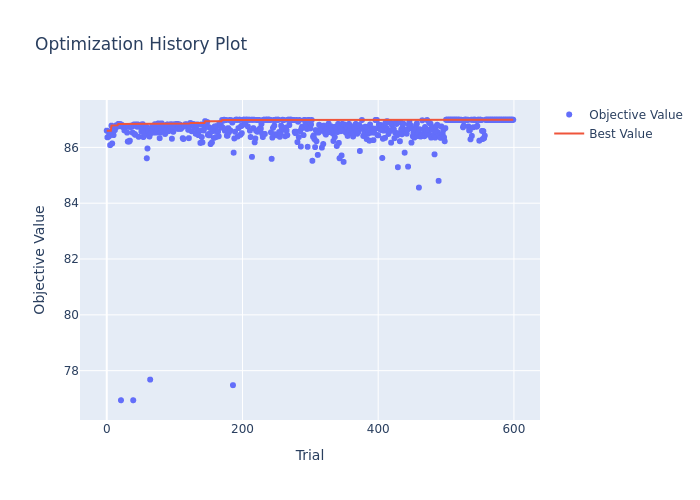 Optimization History Plot
Objective Value
Best Value
Objective Value
86
84
82
80
78
0
200
400
600
Trial